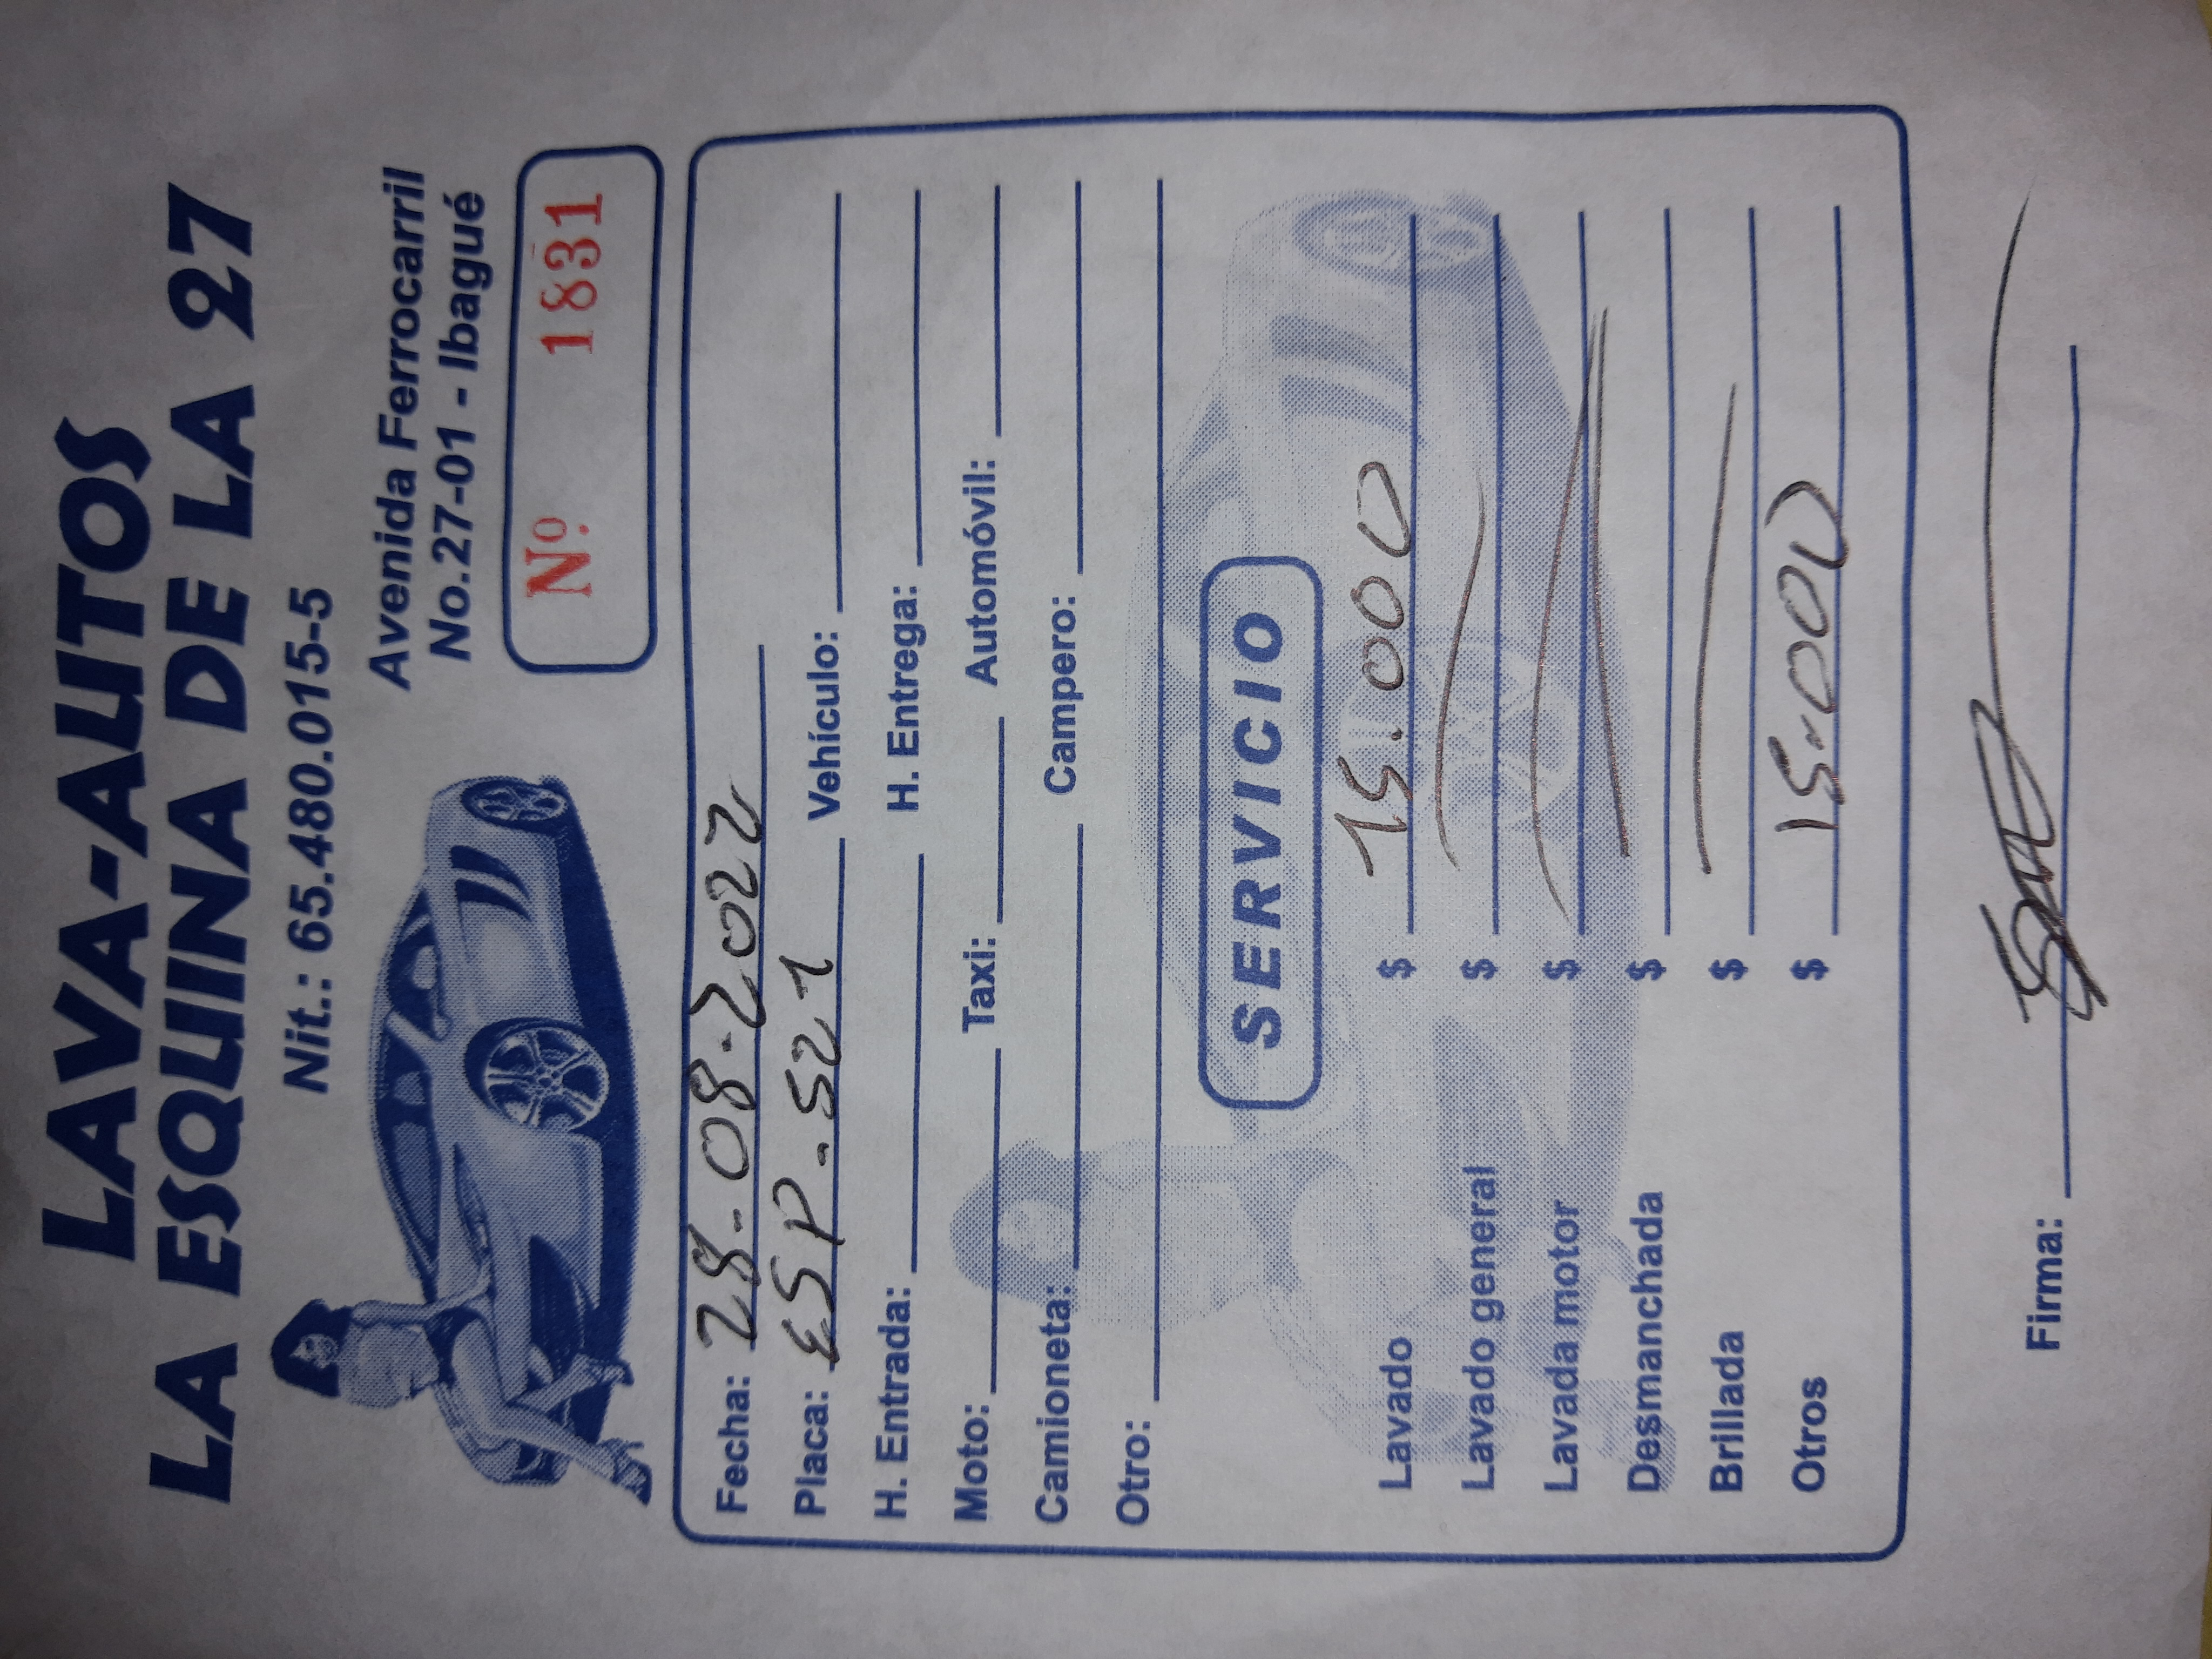 LAVA-AUTOS
LA ESQUINA DE LA 27
Nit.: 65.480.015-5
Avenida Ferrocarril
No.27-01 - Ibagué
Nº 1831
Fecha: 28-08-2022
Placa: ESP-521 Vehículo:
H. Entrada: H. Entrega:
Moto: Taxi: Automóvil:
Camioneta: Campero:
Otro:
SERVICIO
Lavado $ 15.000
Lavado general $
Lavada motor $
Desmanchada $
Brillada $
Otros $ 15.000
Firma: